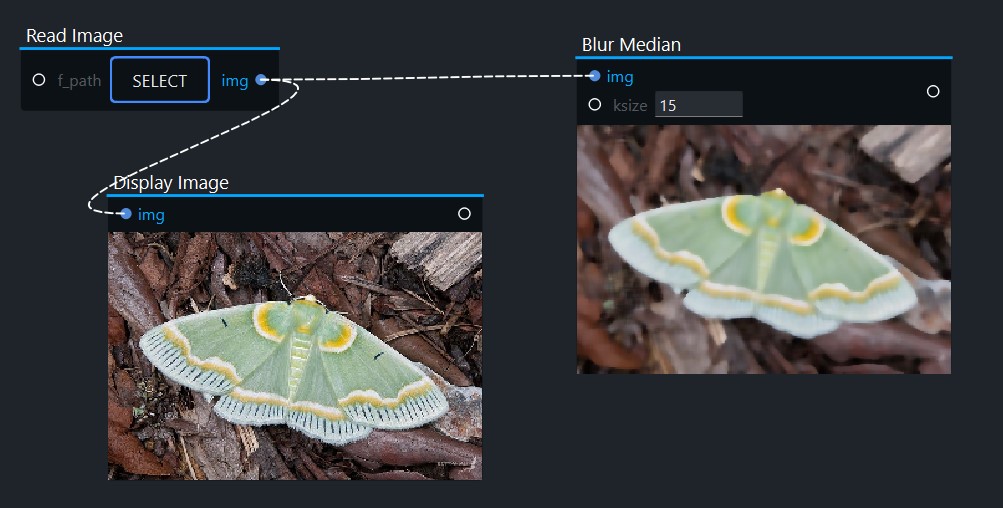 Read Image
f_path SELECT img
Blur Median
img
ksize 15
Display Image
img